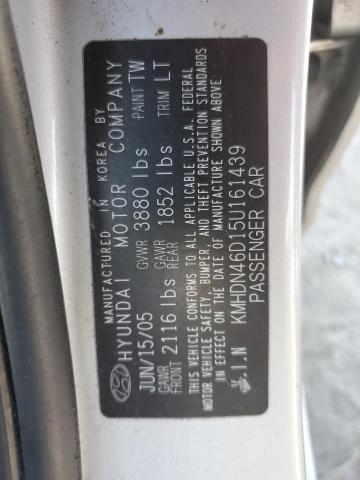 MANUFACTURED IN KOREA BY
HYUNDAI MOTOR COMPANY
JUN/15/05 GVWR 3880 lbs PAINT TW
GAWR FRONT 2116 lbs GAWR REAR 1852 lbs TRIM LT
THIS VEHICLE CONFORMS TO ALL APPLICABLE U.S.A. FEDERAL
MOTOR VEHICLE SAFETY, BUMPER, AND THEFT PREVENTION STANDARDS
IN EFFECT ON THE DATE OF MANUFACTURE SHOWN ABOVE
V.I.N KMHDN46D15U161439
PASSENGER CAR